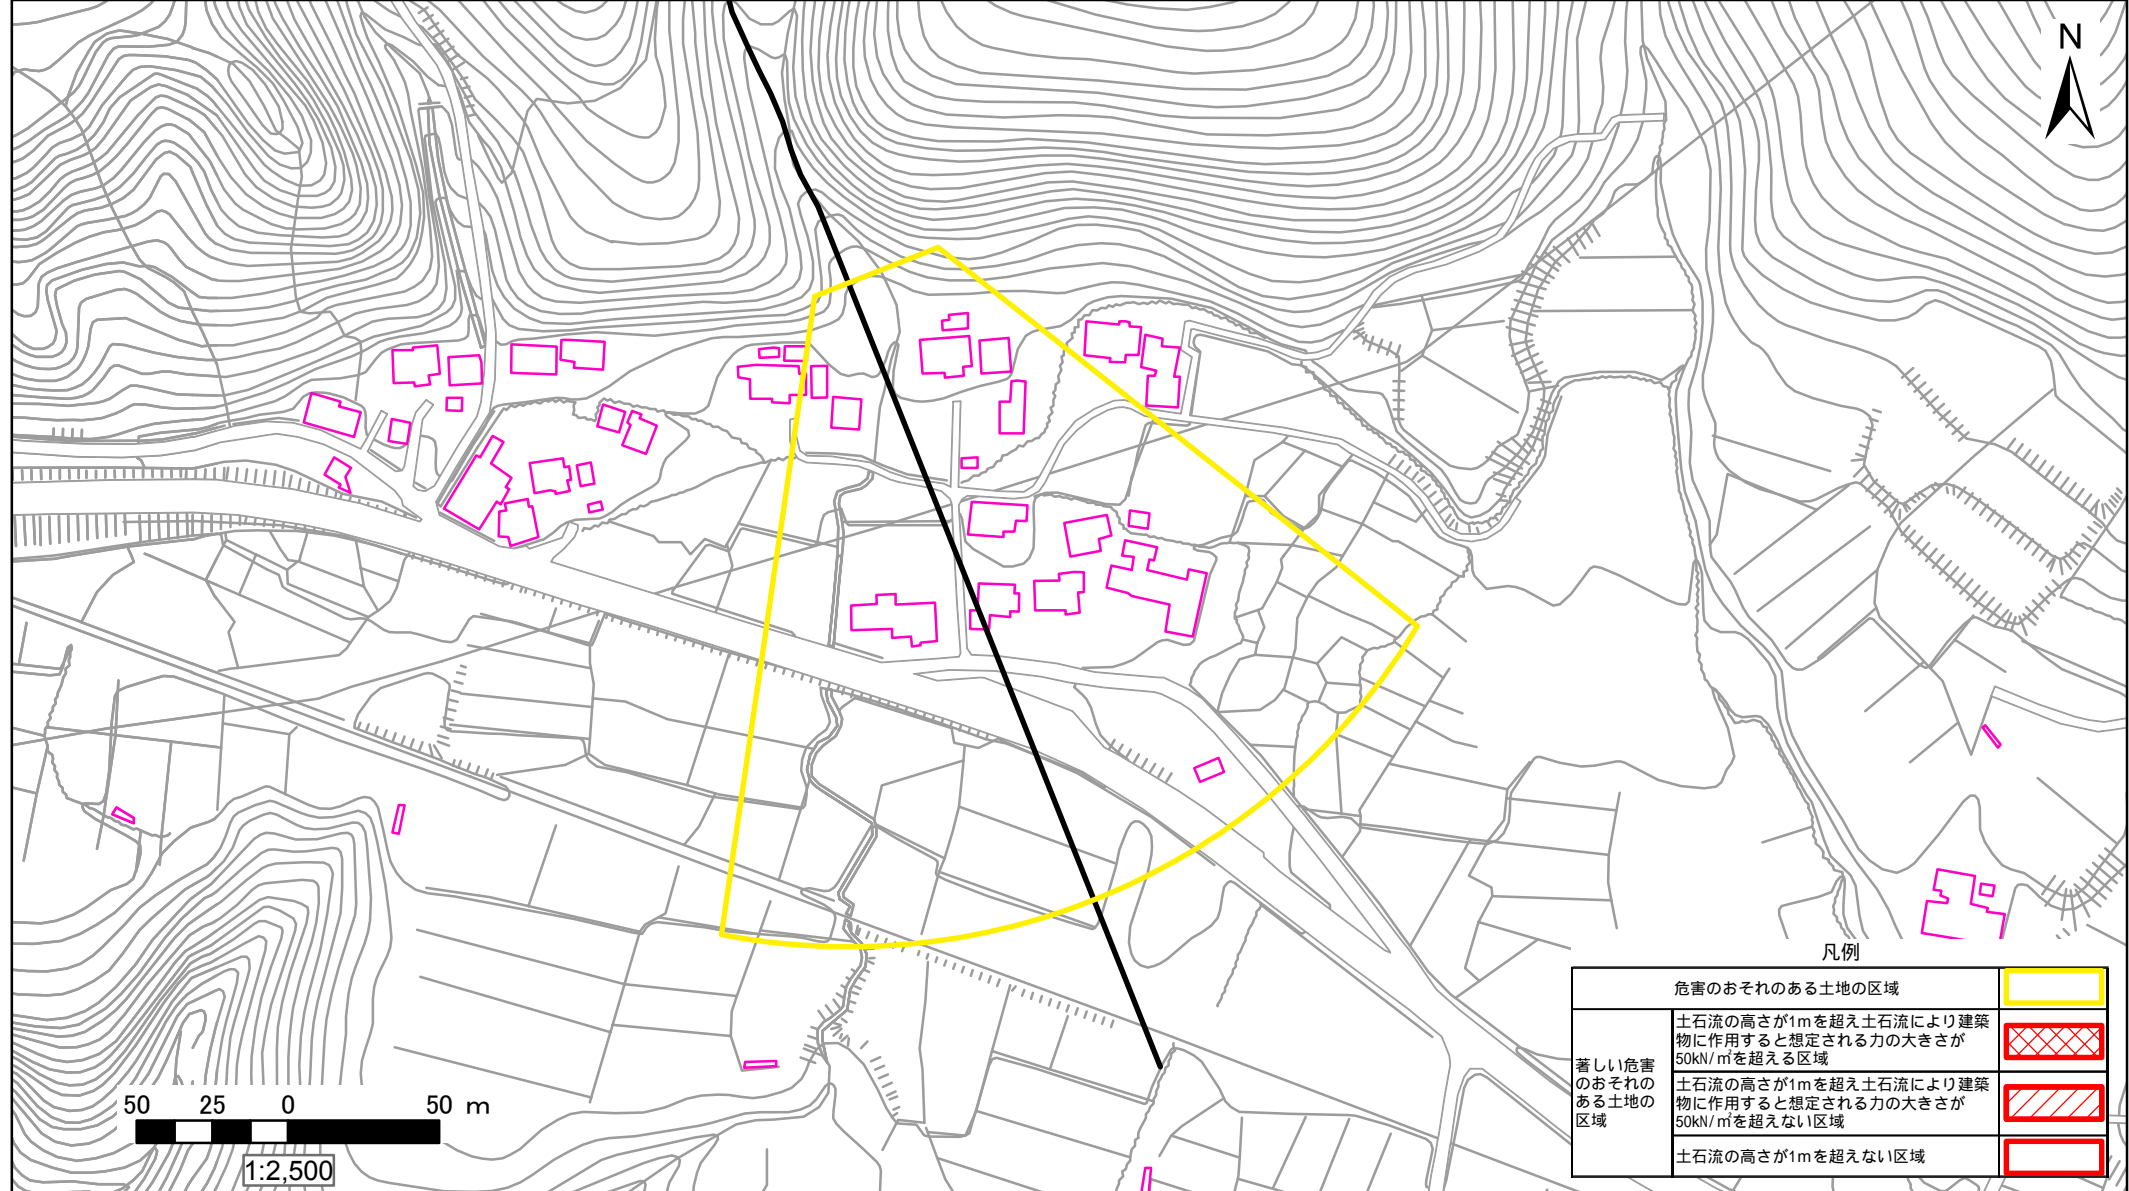 N
凡例
危害のおそれのある土地の区域
著しい危害
のおそれの
ある土地の
区域
土石流の高さが1mを超え土石流により建築
物に作用すると想定される力の大きさが
50kN/㎡を超える区域
土石流の高さが1mを超え土石流により建築
物に作用すると想定される力の大きさが
50kN/㎡を超えない区域
土石流の高さが1mを超えない区域
50 25 0 50 m
1:2,500